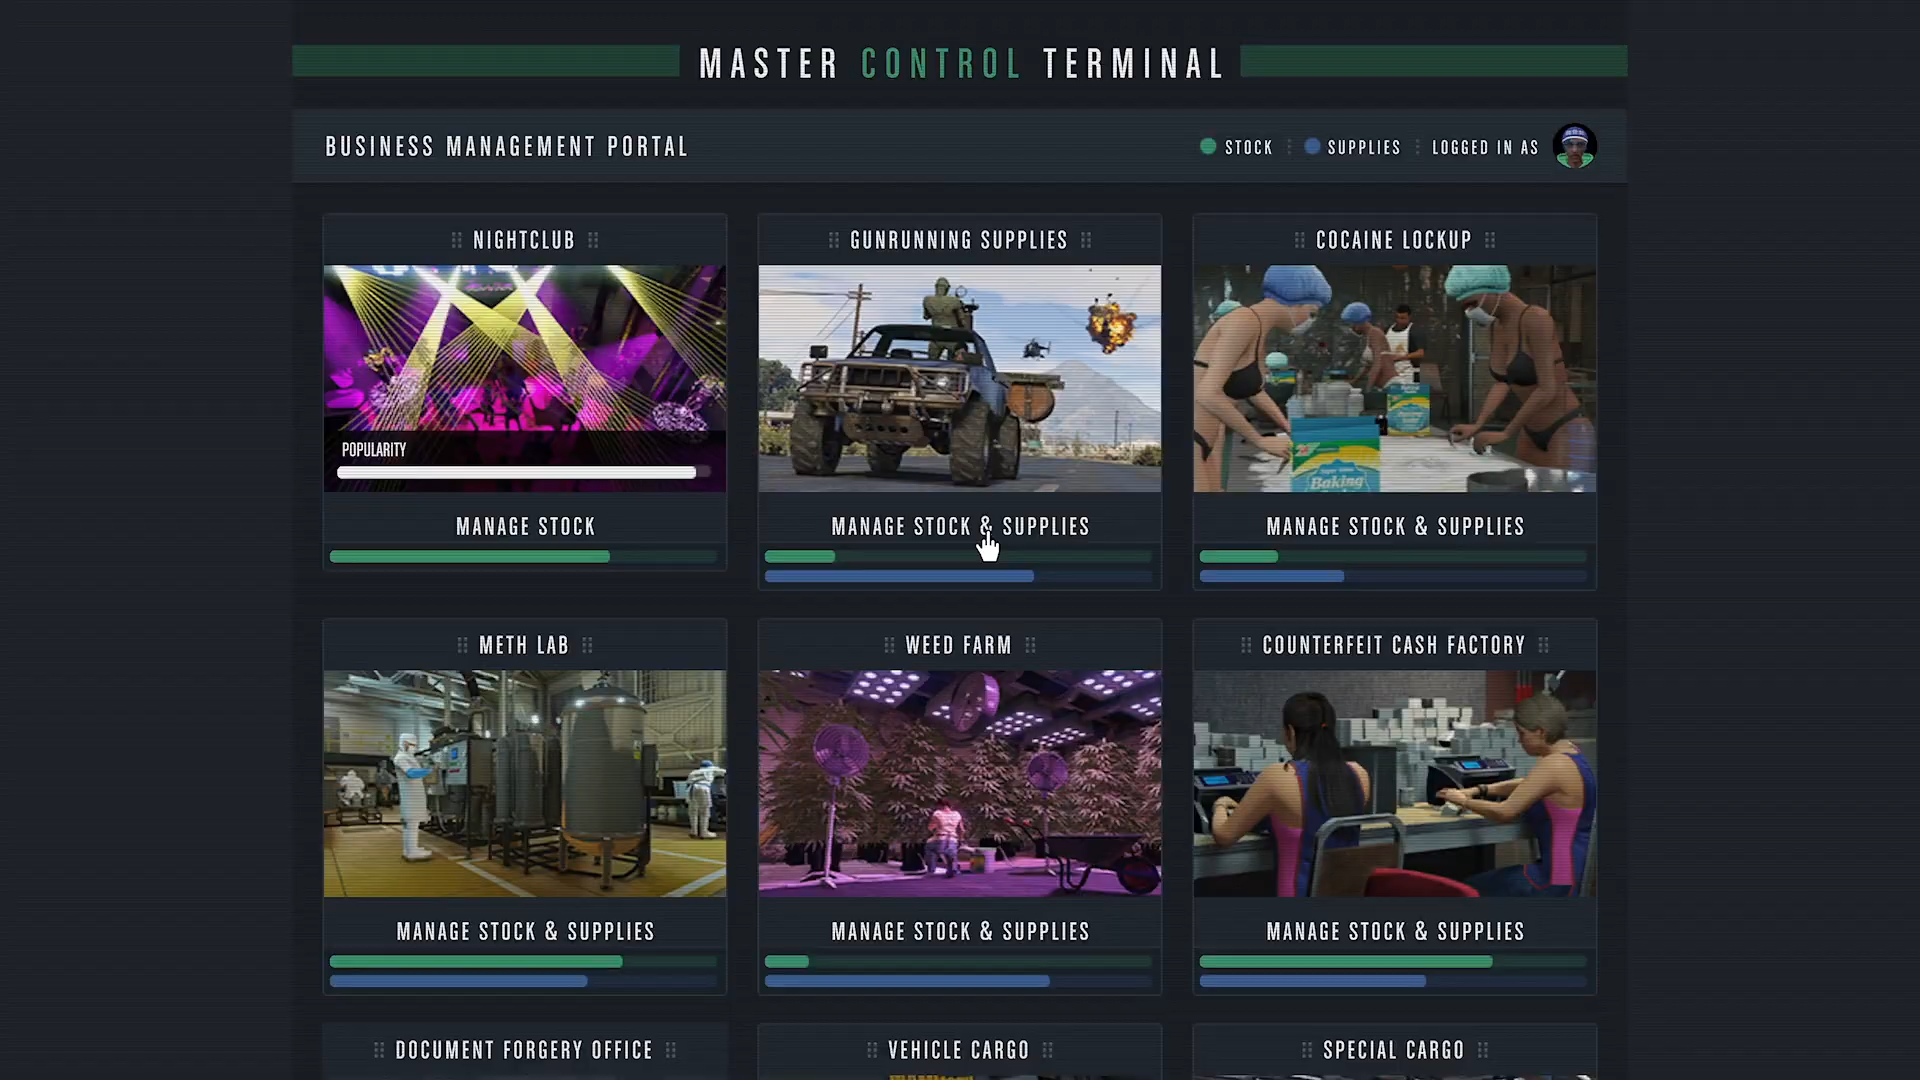 MASTER CONTROL TERMINAL
BUSINESS MANAGEMENT PORTAL
STOCK
SUPPLIES
LOGGED IN AS
NIGHTCLUB
GUNRUNNING SUPPLIES
COCAINE LOCKUP
POPULARITY
Baking
MANAGE STOCK
MANAGE STOCK & SUPPLIES
MANAGE STOCK & SUPPLIES
METH LAB
WEED FARM
COUNTERFEIT CASH FACTORY
MANAGE STOCK & SUPPLIES
MANAGE STOCK & SUPPLIES
MANAGE STOCK & SUPPLIES
DOCUMENT FORGERY OFFICE
VEHICLE CARGO
SPECIAL CARGO